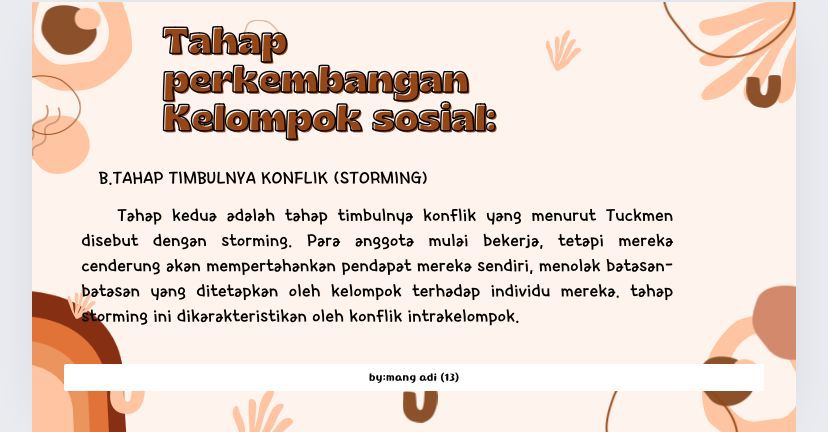 Tahap
perkembangan
Kelompok sosial:
B.TAHAP TIMBULNYA KONFLIK (STORMING)
Tahap kedua adalah tahap timbulnya konflik yang menurut Tuckmen
disebut dengan storming. Para anggota mulai bekerja, tetapi mereka
cenderung akan mempertahankan pendapat mereka sendiri, menolak batasan-
batasan yang ditetapkan oleh kelompok terhadap individu mereka. tahap
storming ini dikarakteristikan oleh konflik intrakelompok.
by:mang adi (13)